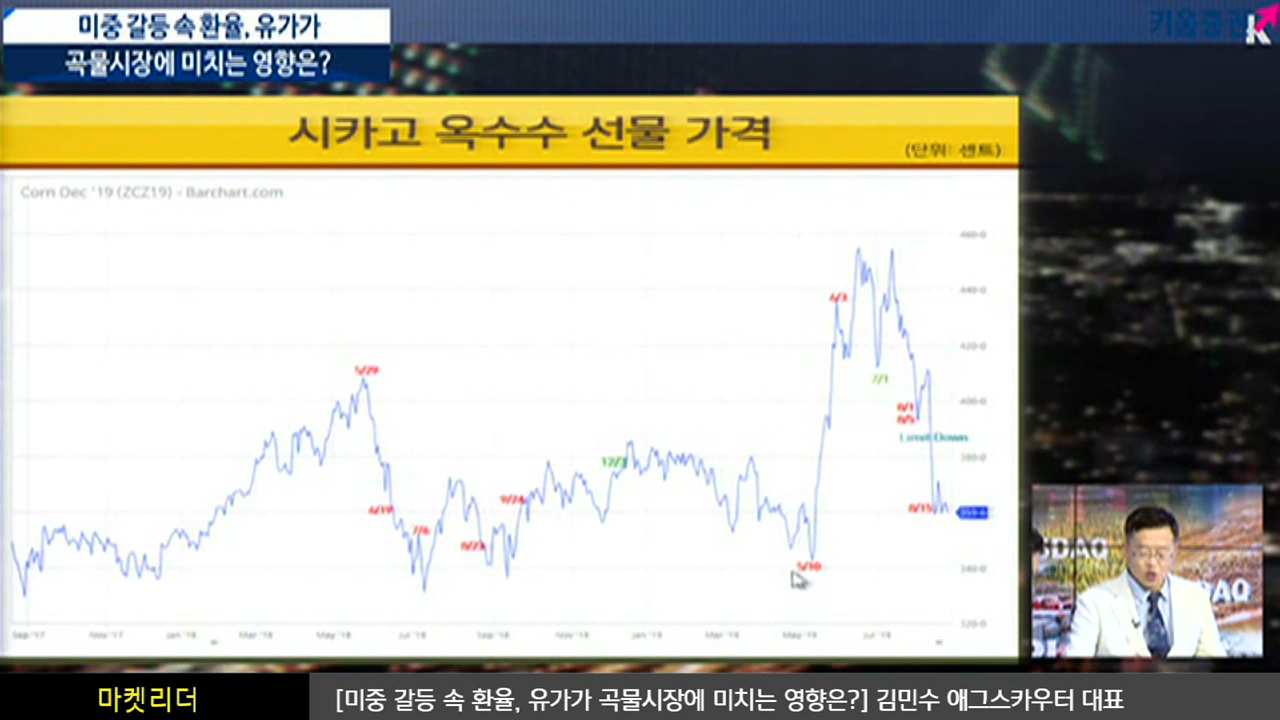 미중 갈등 속 환율, 유가가
곡물시장에 미치는 영향은?
키움증권
시카고 옥수수 선물 가격
(단위: 센트)
Corn Dec '19 (ZCZ19) - Barchart.com
460-0
440-0
420-0
400-0
380-0
340-0
320-0
6/3
5/29
7/1
8/1
8/5
Limit Down
12/3
9/24
6/19
7/6
8/23
8/15
5/10
Sep '17 Nov '17 Jan '18 Mar '18 May '18 Jul '18 Sep '18 Nov '18 Jan '19 Mar '19 May '19 Jul '19
마켓리더
[미중 갈등 속 환율, 유가가 곡물시장에 미치는 영향은?] 김민수 애그스카우터 대표